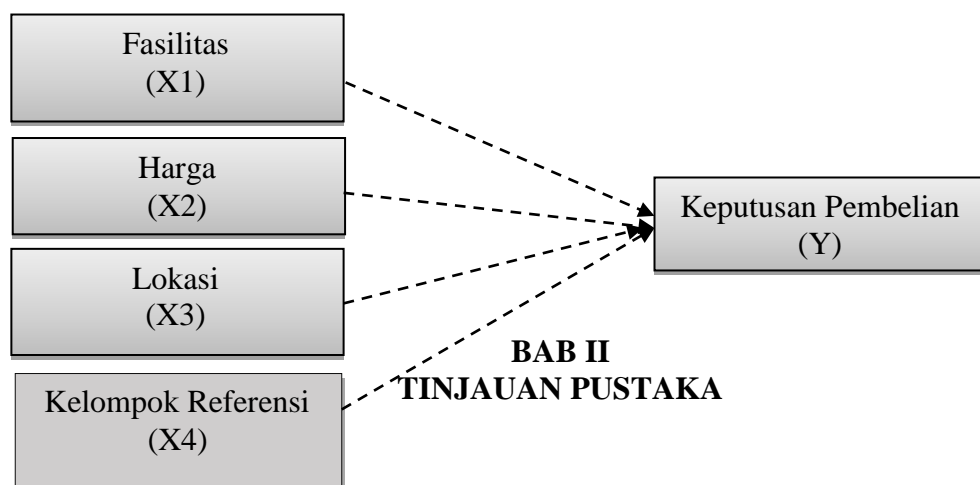 Fasilitas
(X1)
Harga
(X2)
Lokasi
(X3)
Kelompok Referensi
(X4)
Keputusan Pembelian
(Y)
BAB II
TINJAUAN PUSTAKA